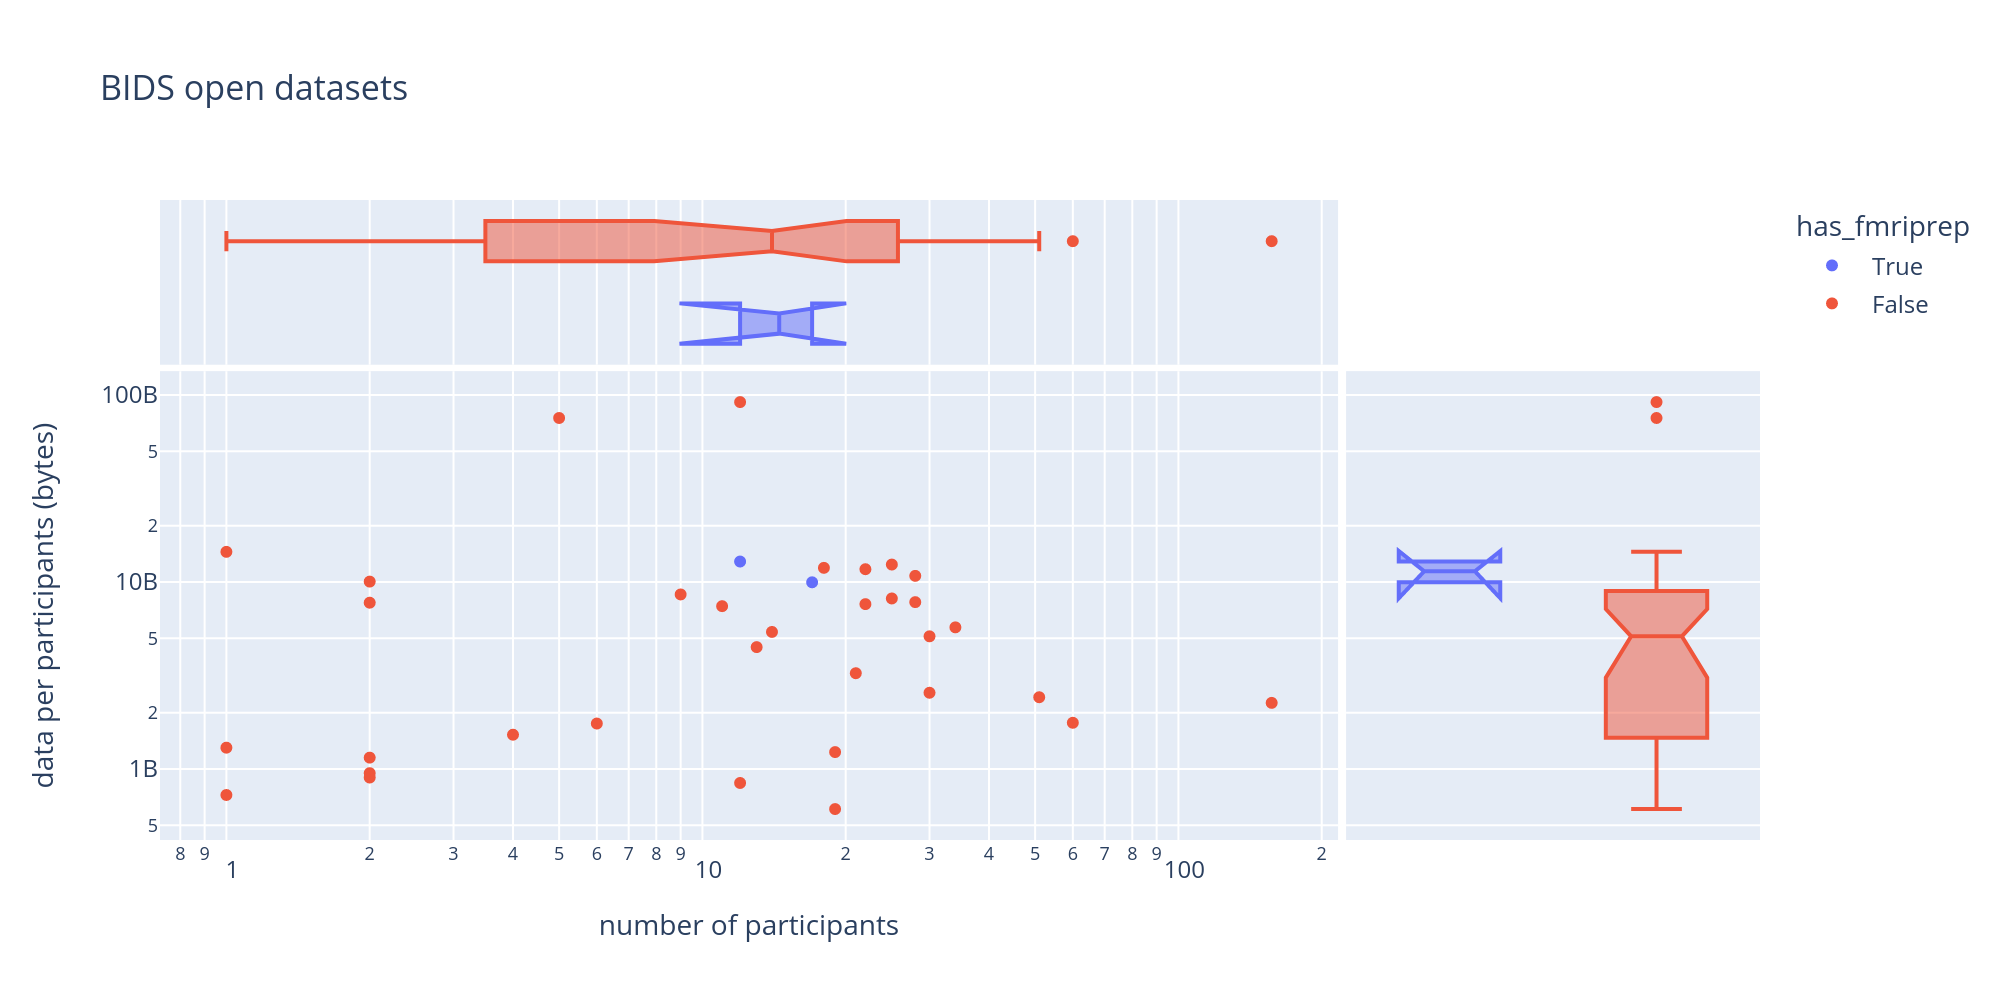 BIDS open datasets
has_fmriprep
True
False
data per participants (bytes)
100B
5
2
10B
5
2
1B
5
8 9 1 2 3 4 5 6 7 8 9 10 2 3 4 5 6 7 8 9 100 2
number of participants